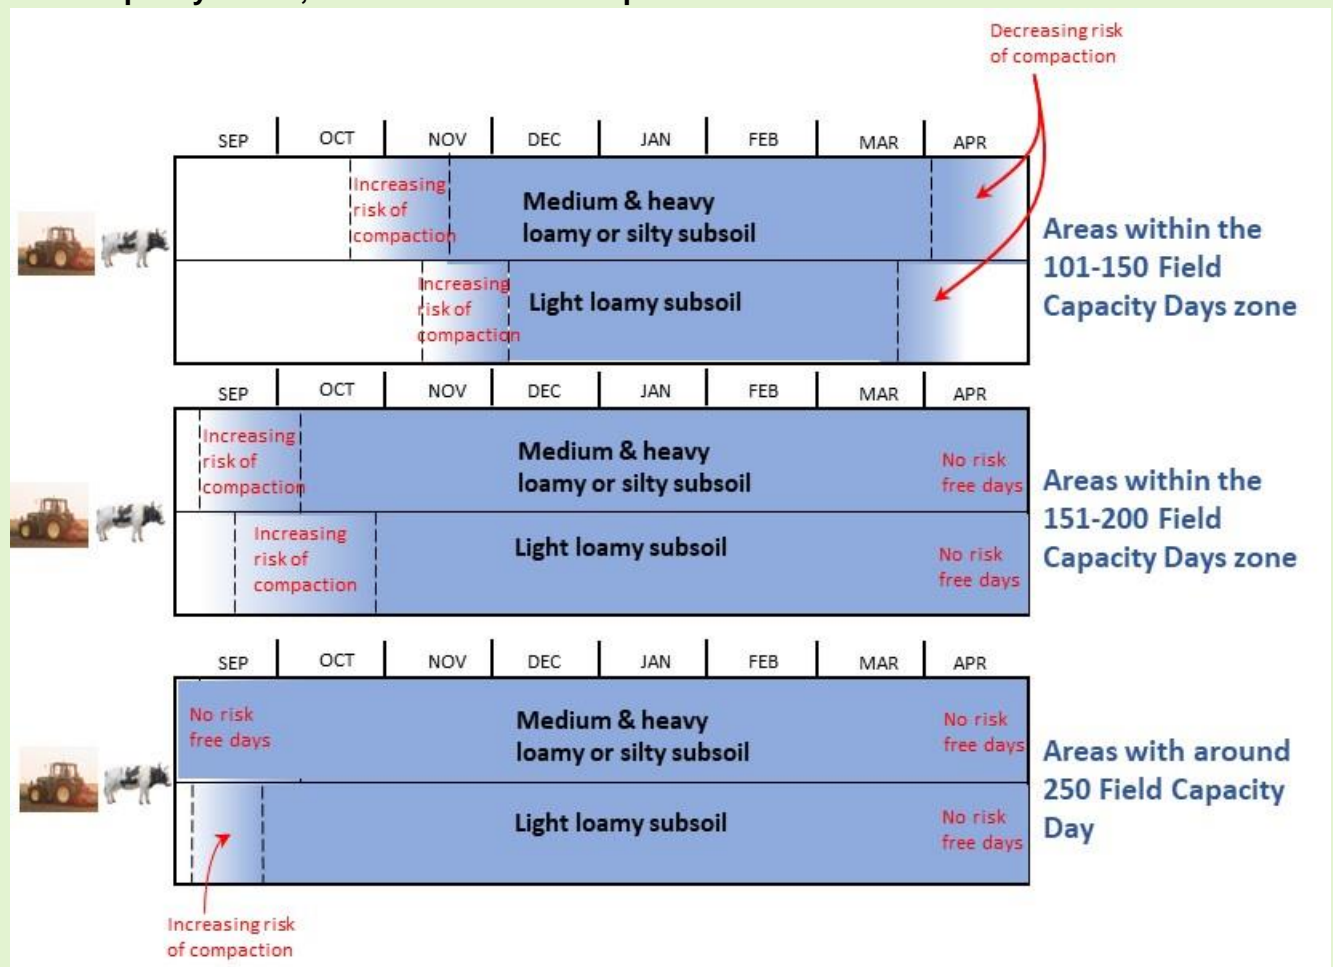 Decreasing risk
of compaction
SEP OCT NOV DEC JAN FEB MAR APR
Increasing
risk of
compaction
Medium & heavy
loamy or silty subsoil
Increasing
risk of
compaction
Light loamy subsoil
Areas within the
101-150 Field
Capacity Days zone
SEP OCT NOV DEC JAN FEB MAR APR
Increasing
risk of
compaction
Medium & heavy
loamy or silty subsoil
No risk
free days
Increasing
risk of
compaction
Light loamy subsoil
No risk
free days
Areas within the
151-200 Field
Capacity Days zone
SEP OCT NOV DEC JAN FEB MAR APR
No risk
free days
Medium & heavy
loamy or silty subsoil
No risk
free days
Light loamy subsoil
No risk
free days
Areas with around
250 Field Capacity
Day
Increasing risk
of compaction